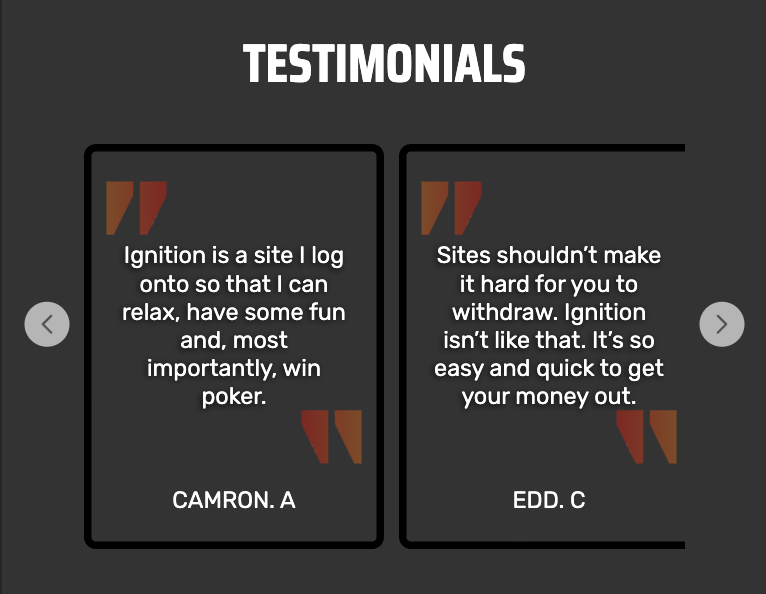 TESTIMONIALS
Ignition is a site I log
onto so that I can
relax, have some fun
and, most
importantly, win
poker.
CAMRON. A
Sites shouldn’t make
it hard for you to
withdraw. Ignition
isn’t like that. It’s so
easy and quick to get
your money out.
EDD. C